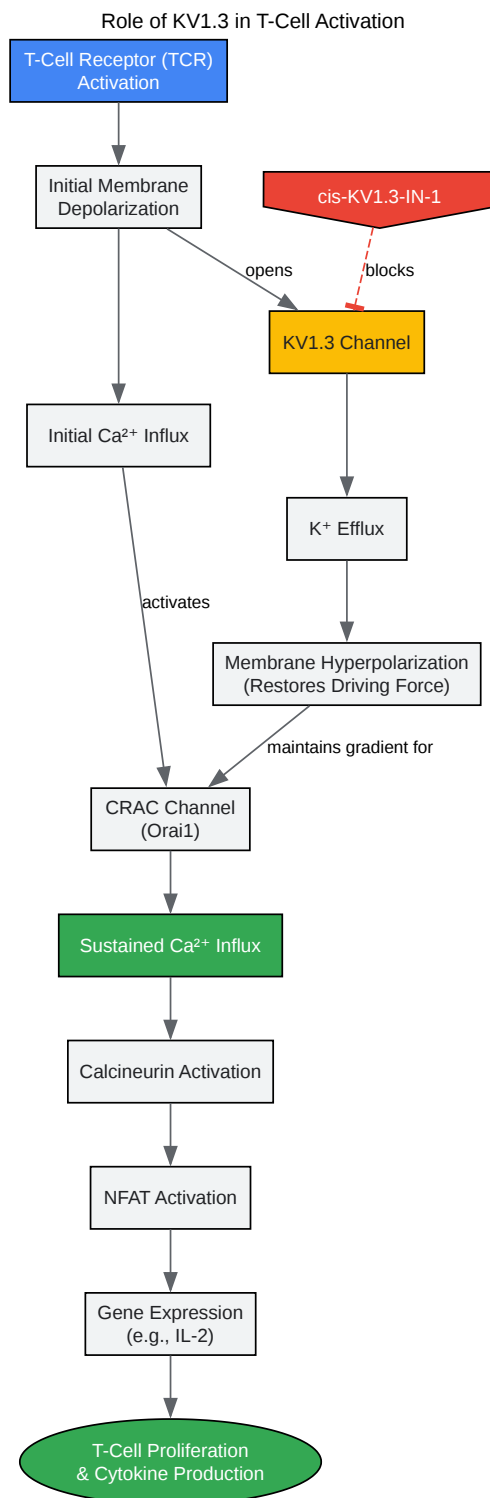 Role of KV1.3 in T-Cell Activation
T-Cell Receptor (TCR)
Activation
Initial Membrane
Depolarization
cis-KV1.3-IN-1
opens
blocks
KV1.3 Channel
Initial Ca²⁺ Influx
K⁺ Efflux
activates
Membrane Hyperpolarization
(Restores Driving Force)
maintains gradient for
CRAC Channel
(Orai1)
Sustained Ca²⁺ Influx
Calcineurin Activation
NFAT Activation
Gene Expression
(e.g., IL-2)
T-Cell Proliferation
& Cytokine Production